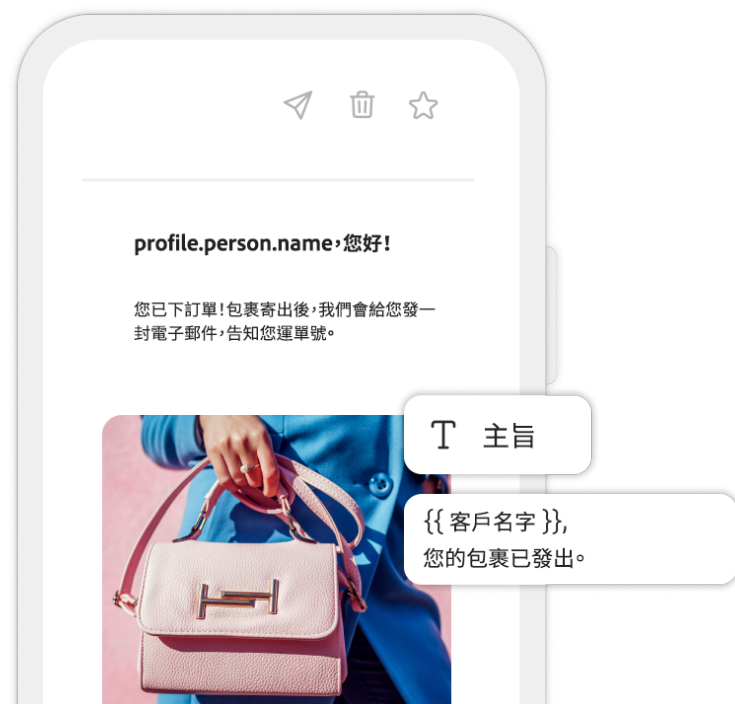 profile.person.name，您好！
您已下訂單！包裹寄出後，我們會給您發一
封電子郵件，告知您運單號。
T 主旨
{{ 客戶名字 }},
您的包裹已發出。